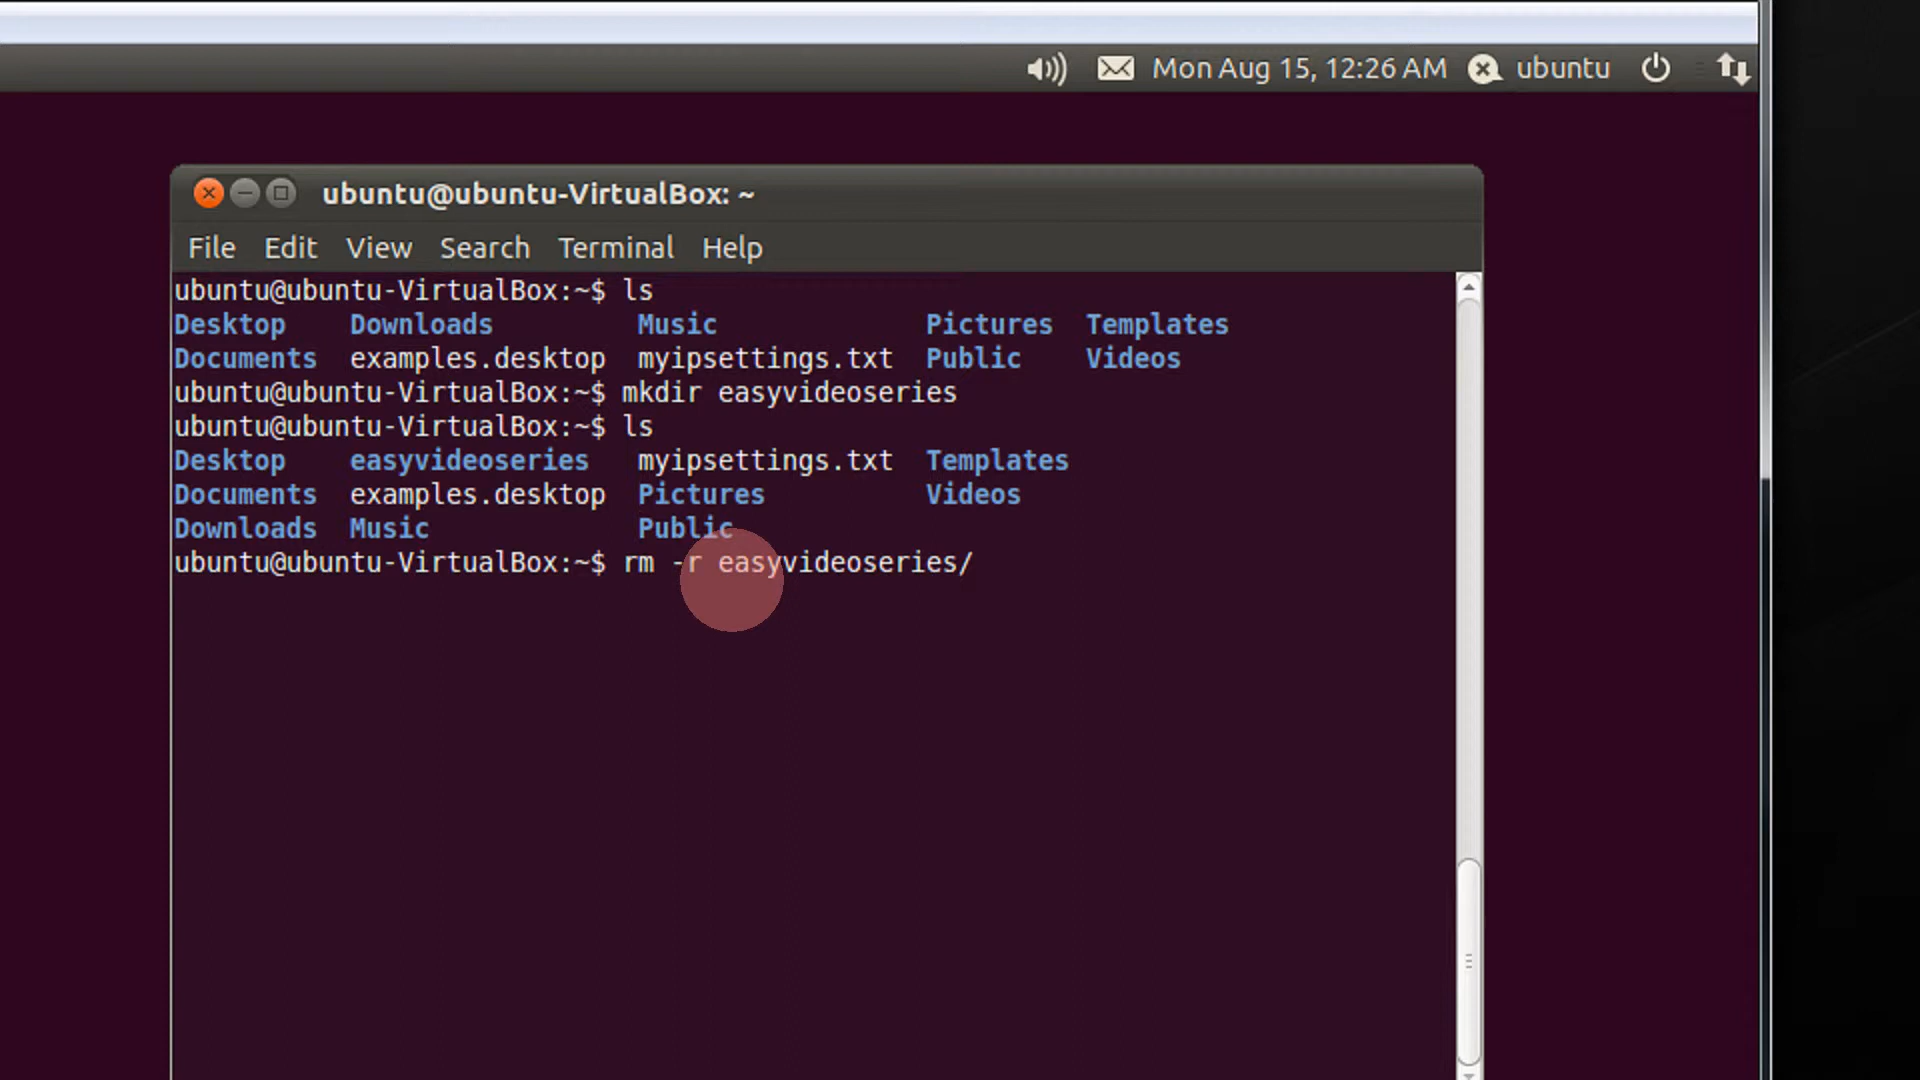 Mon Aug 15, 12:26 AM ubuntu
ubuntu@ubuntu-VirtualBox: ~
File Edit View Search Terminal Help
ubuntu@ubuntu-VirtualBox:~$ ls
Desktop Downloads Music Pictures Templates
Documents examples.desktop myipsettings.txt Public Videos
ubuntu@ubuntu-VirtualBox:~$ mkdir easyvideoseries
ubuntu@ubuntu-VirtualBox:~$ ls
Desktop easyvideoseries myipsettings.txt Templates
Documents examples.desktop Pictures Videos
Downloads Music Public
ubuntu@ubuntu-VirtualBox:~$ rm -r easyvideoseries/